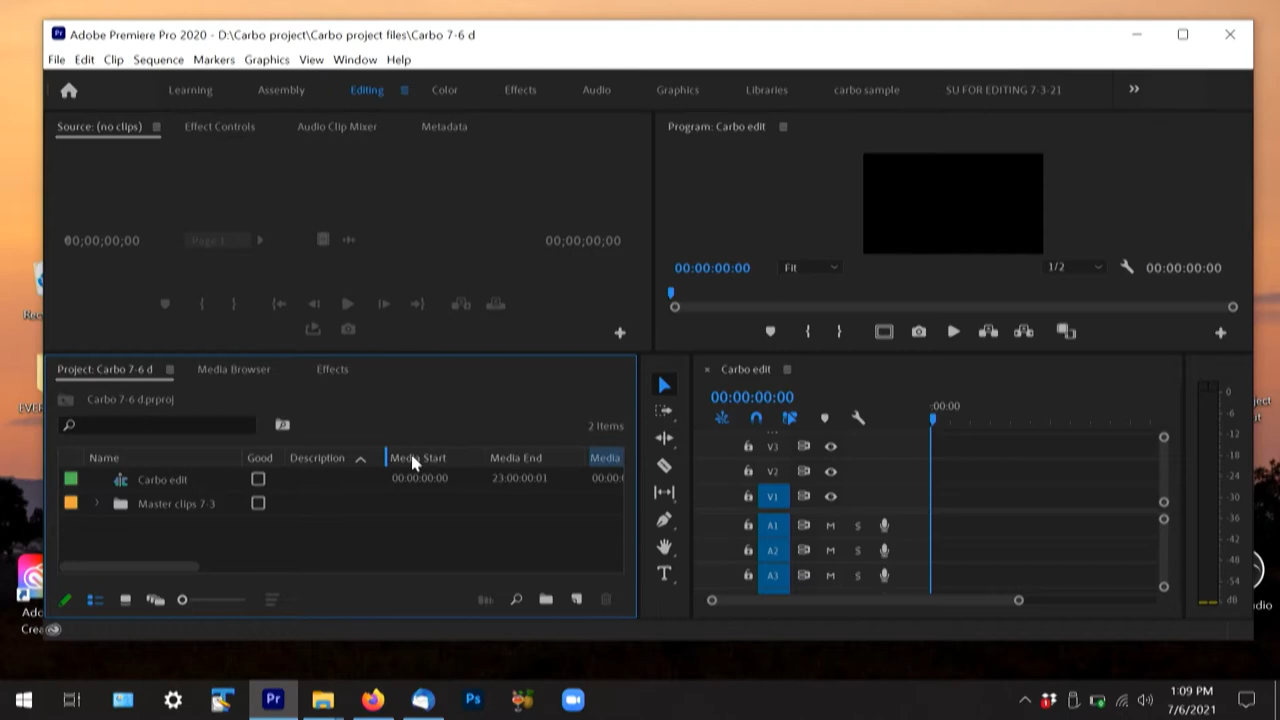 Adobe Premiere Pro 2020 - D:\Carbo project\Carbo project files\Carbo 7-6 d
File Edit Clip Sequence Markers Graphics View Window Help
Learning Assembly Editing Color Effects Audio Graphics Libraries carbo sample SU FOR EDITING 7-3-21
Source: (no clips) Effect Controls Audio Clip Mixer Metadata
Program: Carbo edit
00;00;00;00 Page 1 00;00;00;00
00:00:00:00 Fit 1/2 00:00:00:00
Project: Carbo 7-6 d Media Browser Effects
Carbo 7-6 d.prproj
2 Items
Name Good Description Media Start Media End Media
Carbo edit 00:00:00:00 23:00:00:01 00:00:
Master clips 7-3
Carbo edit
00:00:00:00
:00:00
V3
V2
V1
A1 M S
A2 M S
A3 M S
0
-6
-12
-18
-24
-30
-36
-42
-48
-54
dB
Rec
EVER
Ado
Crea
Pr Ps
1:09 PM
7/6/2021